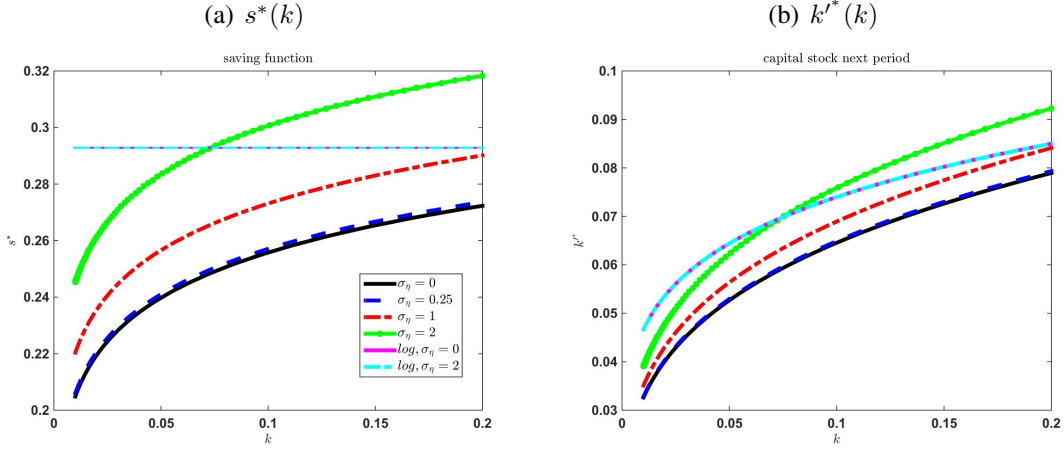 (a) s*(k)
saving function
0.32
0.3
0.28
0.26
0.24
0.22
0.2
s*
0
0.05
0.1
0.15
0.2
k
σ_η = 0
σ_η = 0.25
σ_η = 1
σ_η = 2
log, σ_η = 0
log, σ_η = 2
(b) k'*(k)
capital stock next period
0.1
0.09
0.08
0.07
0.06
0.05
0.04
0.03
k'*
0
0.05
0.1
0.15
0.2
k